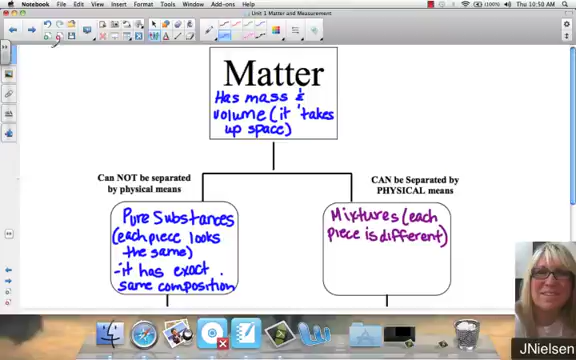 Notebook File Edit View Insert Format Tools Window Add-ons Help
(100%) Thu 10:50 AM
Unit 1 Matter and Measurement
Matter
Has mass &
volume (it takes
up space)
Can NOT be separated
by physical means
CAN be Separated by
PHYSICAL means
Pure Substances
(each piece looks
the same)
-it has exact
same composition
Mixtures (each
piece is different)
JNielsen